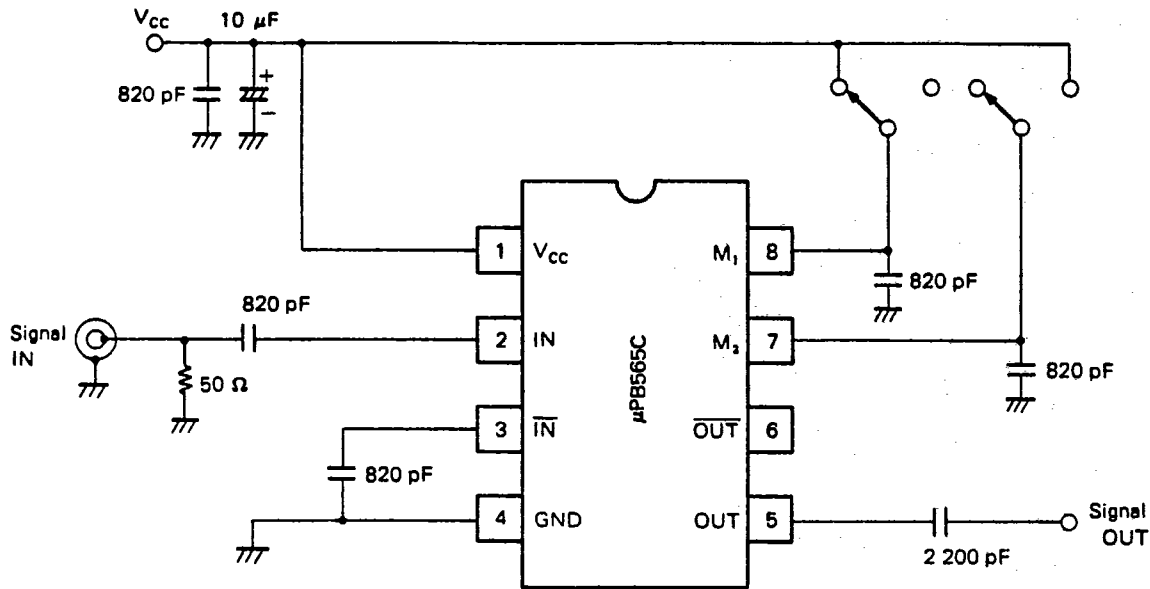 VCC
10 μF
820 pF
+
−
1
VCC
M₁
8
820 pF
820 pF
Signal
IN
2
IN
M₂
7
50 Ω
820 pF
μPB565C
3
IN
OUT
6
820 pF
4
GND
OUT
5
Signal
OUT
2 200 pF